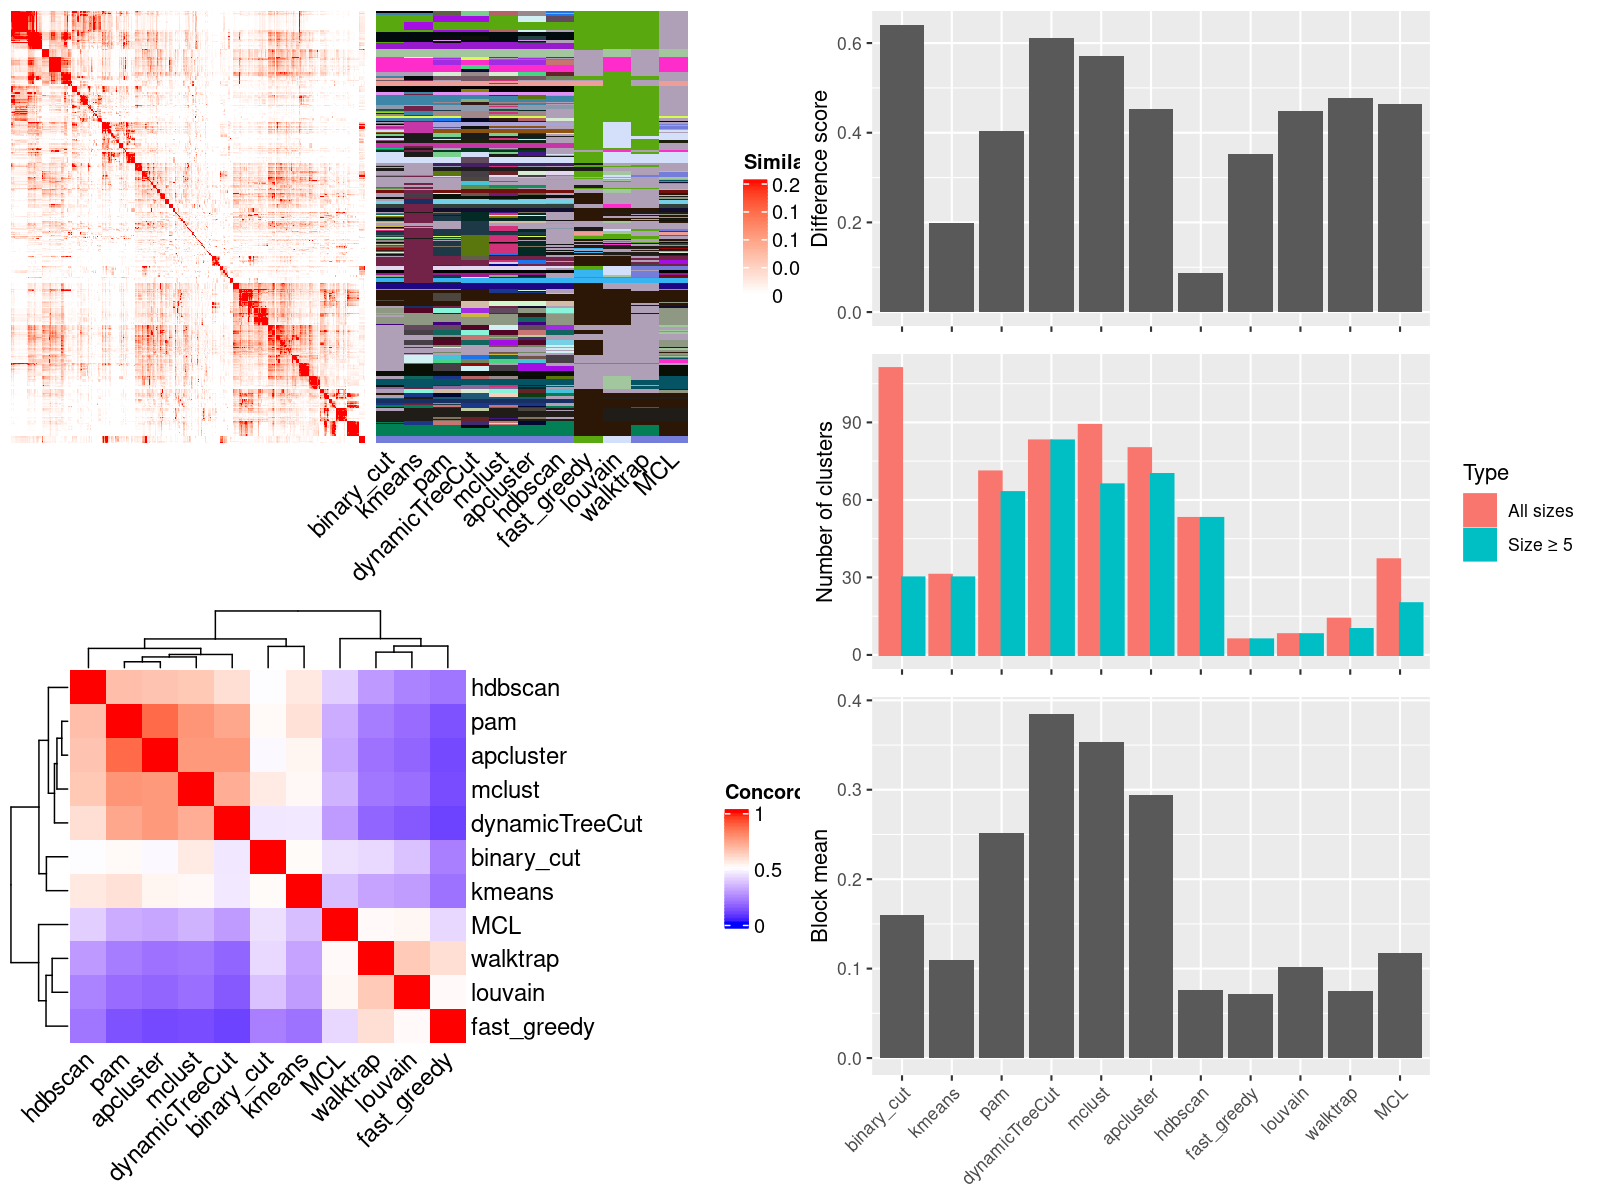 Simila
0.2
0.1
0.1
0.0
0
binary_cut
kmeans
pam
dynamicTreeCut
mclust
apcluster
hdbscan
fast_greedy
louvain
walktrap
MCL
Difference score
0.6
0.4
0.2
0.0
Number of clusters
90
60
30
0
Type
All sizes
Size ≥ 5
hdbscan
pam
apcluster
mclust
dynamicTreeCut
binary_cut
kmeans
MCL
walktrap
louvain
fast_greedy
hdbscan
pam
apcluster
mclust
dynamicTreeCut
binary_cut
kmeans
MCL
walktrap
louvain
fast_greedy
Concord
1
0.5
0
Block mean
0.4
0.3
0.2
0.1
0.0
binary_cut
kmeans
pam
dynamicTreeCut
mclust
apcluster
hdbscan
fast_greedy
louvain
walktrap
MCL